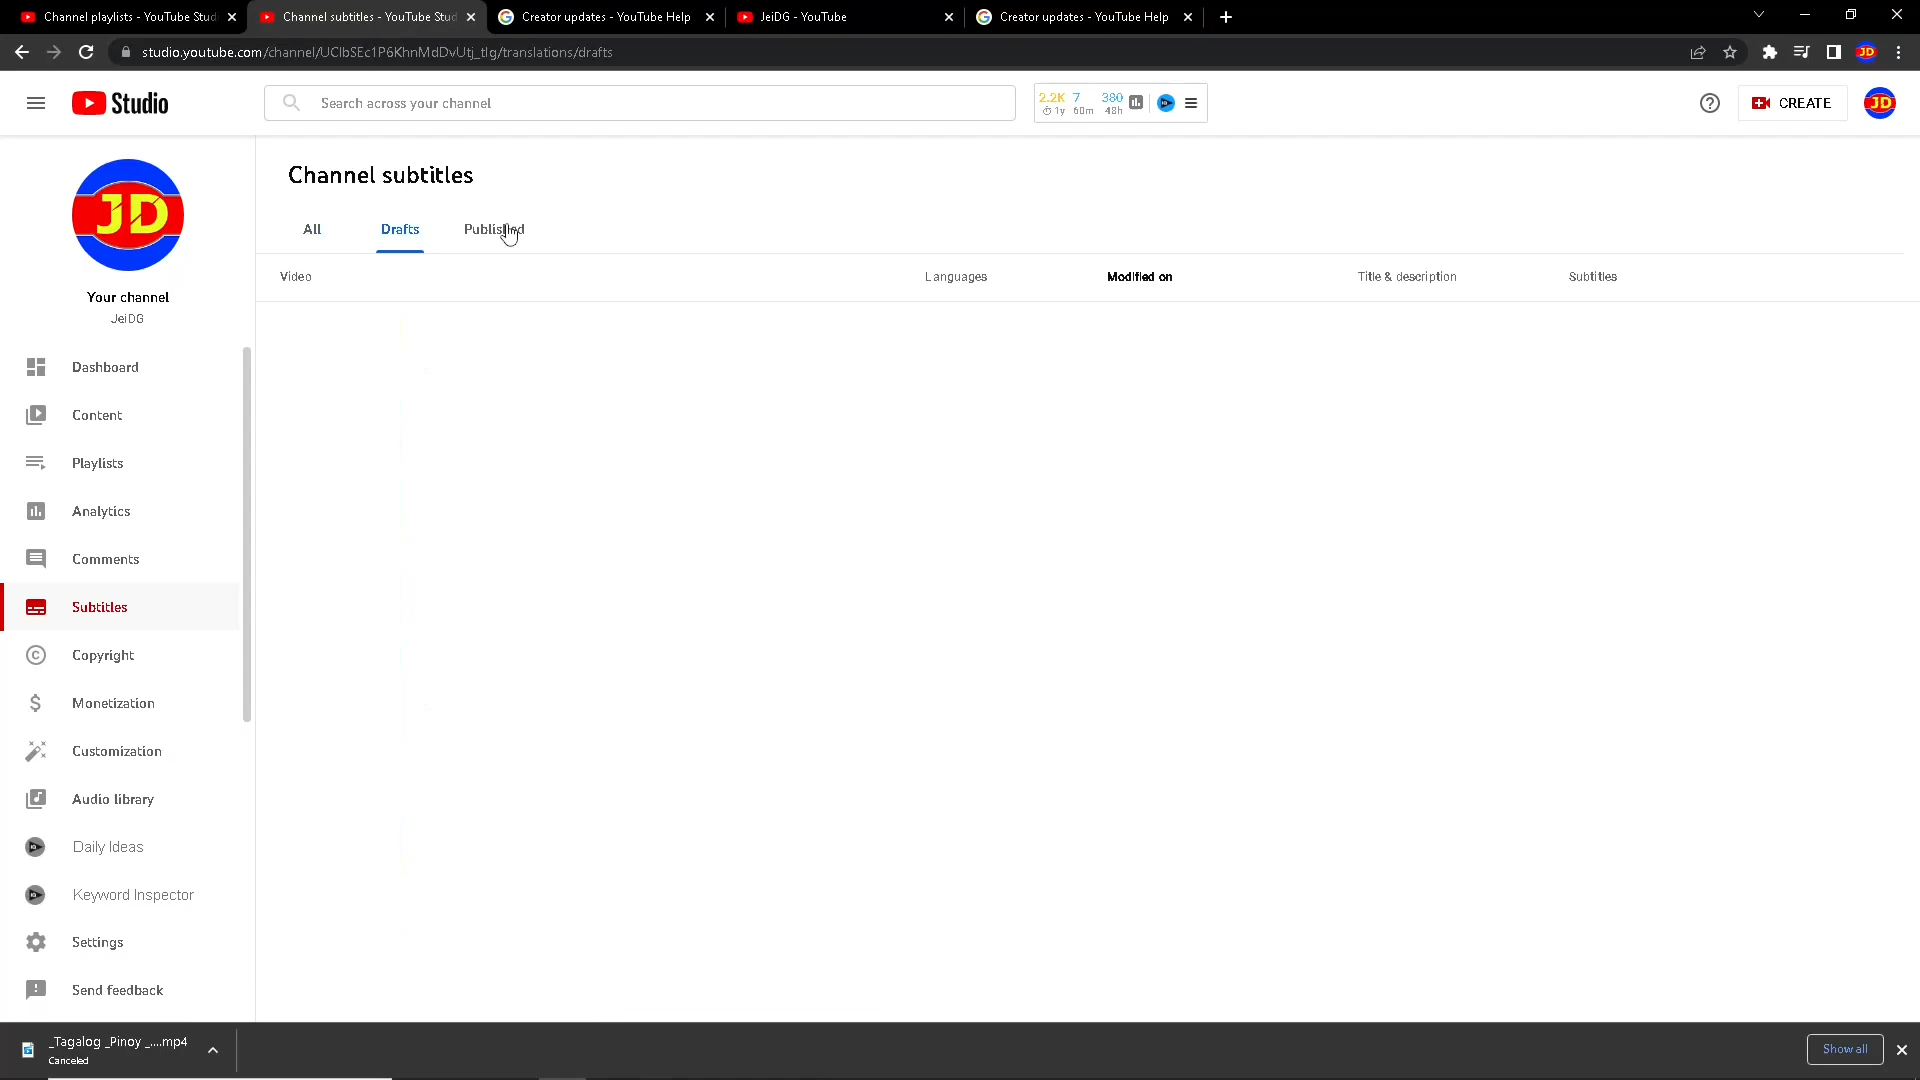 Channel playlists - YouTube Stud
Channel subtitles - YouTube Stud
Creator updates - YouTube Help
JeiDG - YouTube
Creator updates - YouTube Help
studio.youtube.com/channel/UClbSEc1P6KhnMdDvUtj_tlg/translations/drafts
JD
Studio
Search across your channel
2.2K 7 380
1y 60m 48h
CREATE
JD
JD
Your channel
JeiDG
Channel subtitles
All
Drafts
Published
Video
Languages
Modified on
Title & description
Subtitles
Dashboard
Content
Playlists
Analytics
Comments
Subtitles
Copyright
Monetization
Customization
Audio library
Daily Ideas
Keyword Inspector
Settings
Send feedback
_Tagalog _Pinoy _....mp4
Canceled
Show all